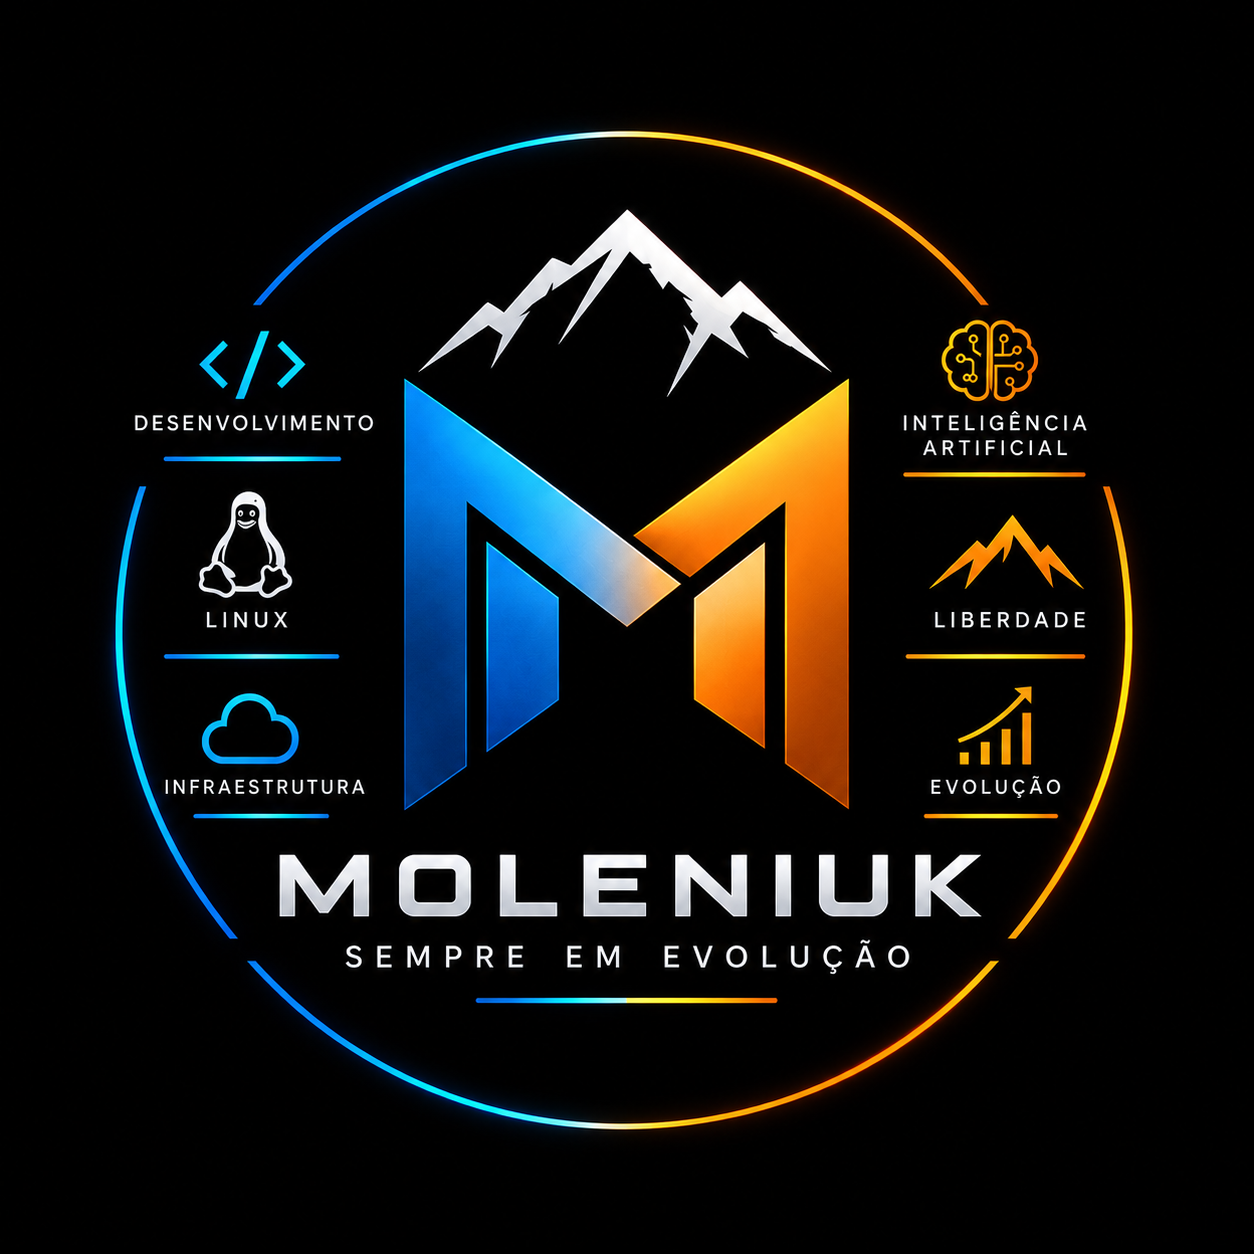 DESENVOLVIMENTO
LINUX
INFRAESTRUTURA
INTELIGÊNCIA
ARTIFICIAL
LIBERDADE
EVOLUÇÃO
MOLENIUK
SEMPRE EM EVOLUÇÃO